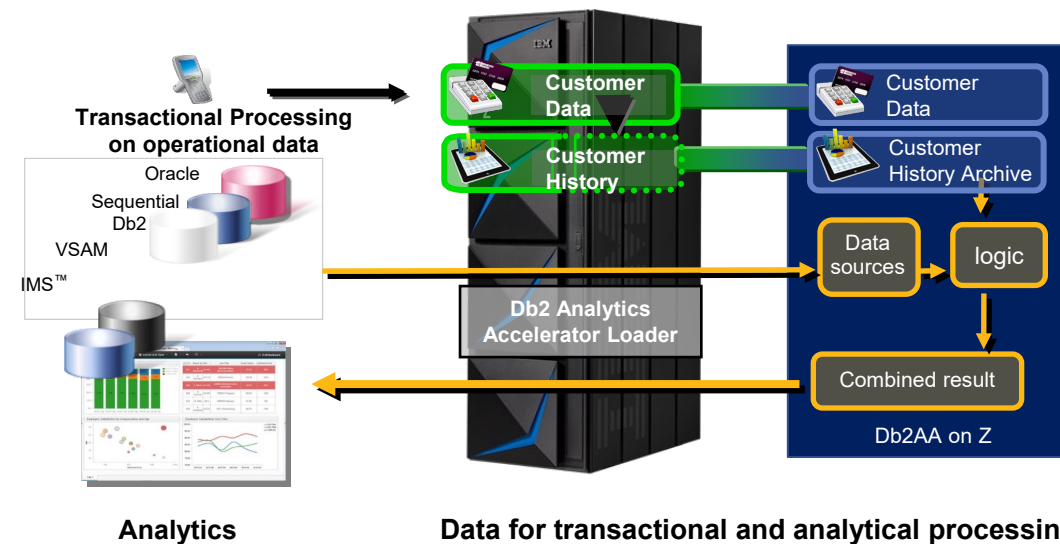 IBM
Transactional Processing
on operational data
Customer
Data
Customer
History
Customer
Data
Customer
History Archive
Oracle
Sequential
Db2
VSAM
IMS™
Data
sources
logic
Db2 Analytics
Accelerator Loader
Combined result
Db2AA on Z
Analytics
Data for transactional and analytical processin